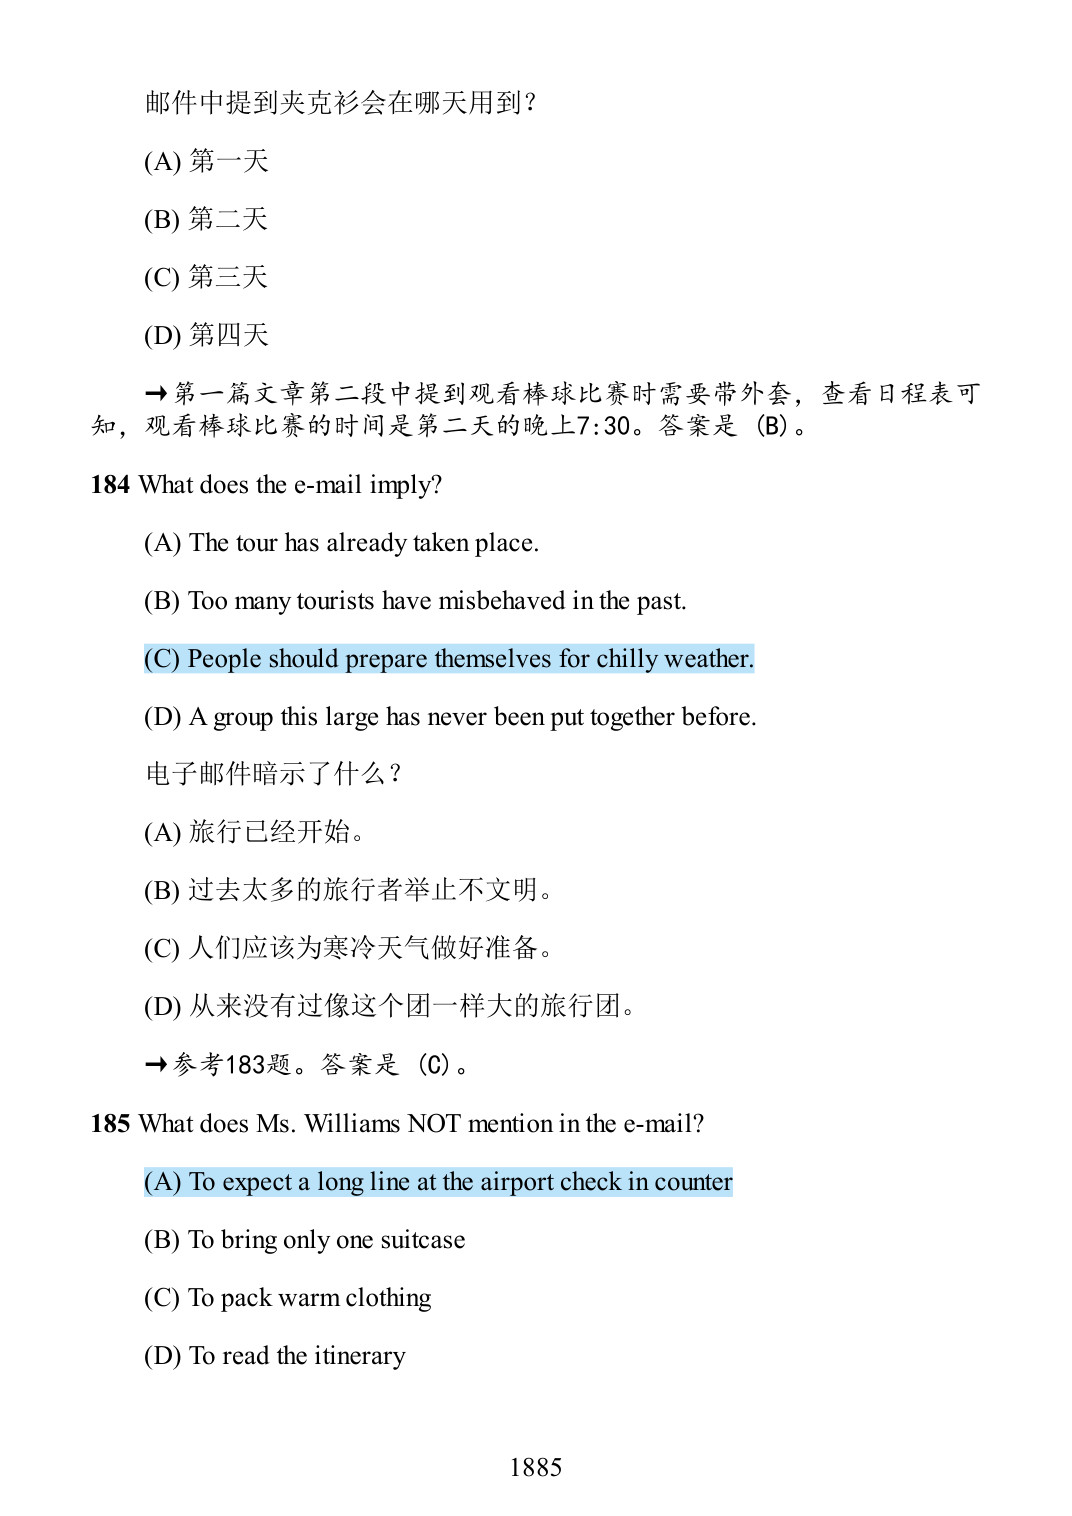 邮件中提到夹克衫会在哪天用到？
(A) 第一天
(B) 第二天
(C) 第三天
(D) 第四天
→第一篇文章第二段中提到观看棒球比赛时需要带外套，查看日程表可
知，观看棒球比赛的时间是第二天的晚上7:30。答案是 (B)。
184 What does the e-mail imply?
(A) The tour has already taken place.
(B) Too many tourists have misbehaved in the past.
(C) People should prepare themselves for chilly weather.
(D) A group this large has never been put together before.
电子邮件暗示了什么？
(A) 旅行已经开始。
(B) 过去太多的旅行者举止不文明。
(C) 人们应该为寒冷天气做好准备。
(D) 从来没有过像这个团一样大的旅行团。
→参考183题。答案是 (C)。
185 What does Ms. Williams NOT mention in the e-mail?
(A) To expect a long line at the airport check in counter
(B) To bring only one suitcase
(C) To pack warm clothing
(D) To read the itinerary
1885